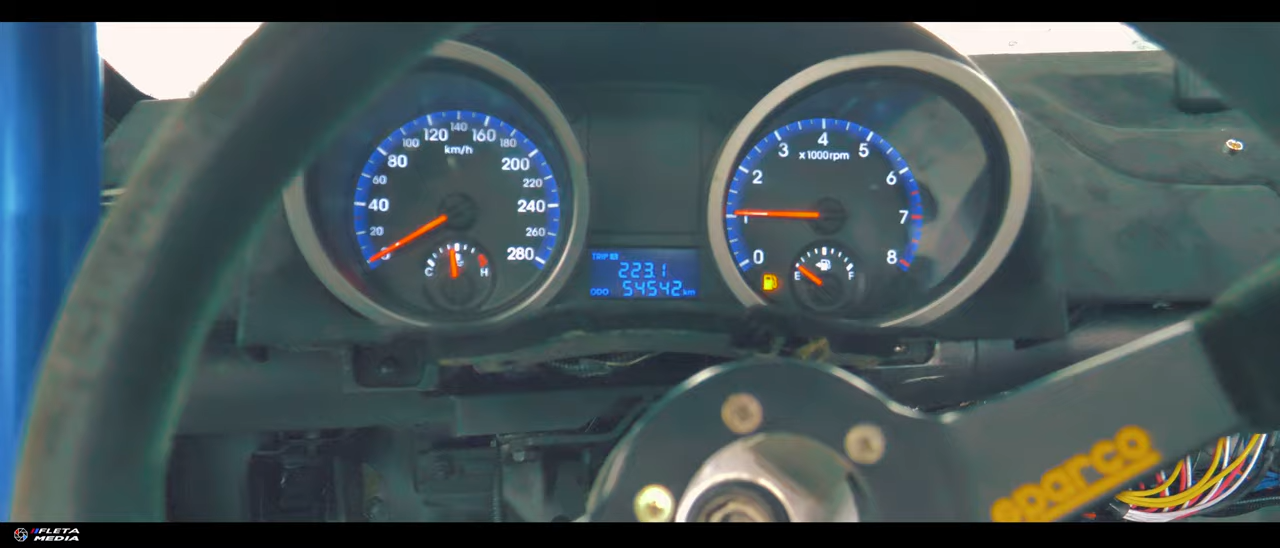 0 20 40 60 80 100 120 140 160 180 200 220 240 260 280
km/h
C H
TRIP
223.1
ODO 54542 km
0 1 2 3 4 5 6 7 8
x1000rpm
E F
sparco
FLETA
MEDIA